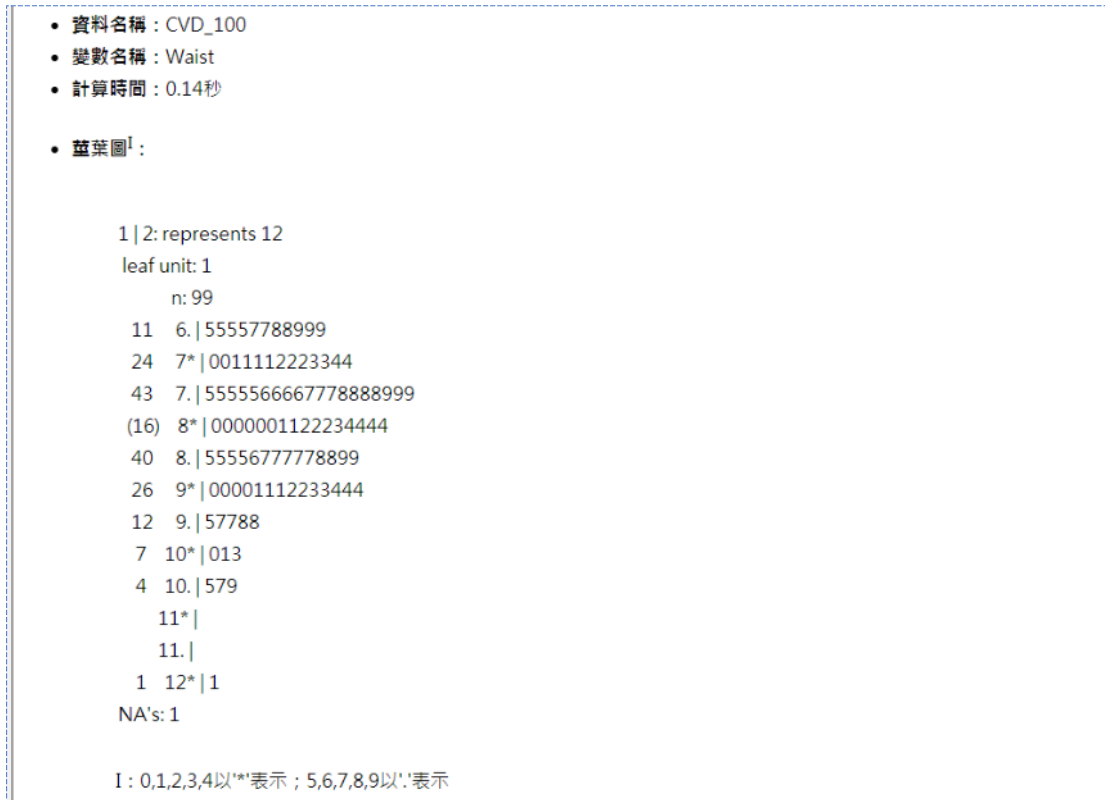 • 資料名稱：CVD_100
• 變數名稱：Waist
• 計算時間：0.14秒
• 莖葉圖I：
1 | 2: represents 12
leaf unit: 1
n: 99
11 6. | 55557788999
24 7* | 0011112223344
43 7. | 5555566667778888999
(16) 8* | 0000001122234444
40 8. | 55556777778899
26 9* | 00001112233444
12 9. | 57788
7 10* | 013
4 10. | 579
11* |
11. |
1 12* | 1
NA's: 1
I：0,1,2,3,4以'*'表示；5,6,7,8,9以'.'表示